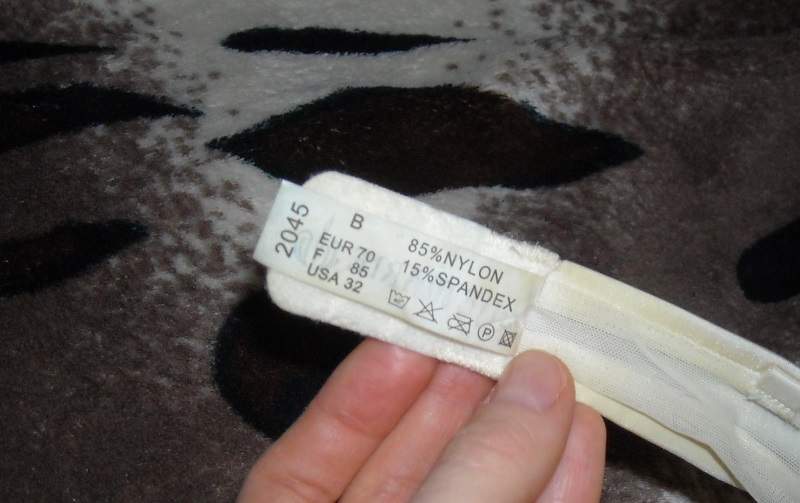 2045
B
EUR 70
F 85
USA 32
85%NYLON
15%SPANDEX
P